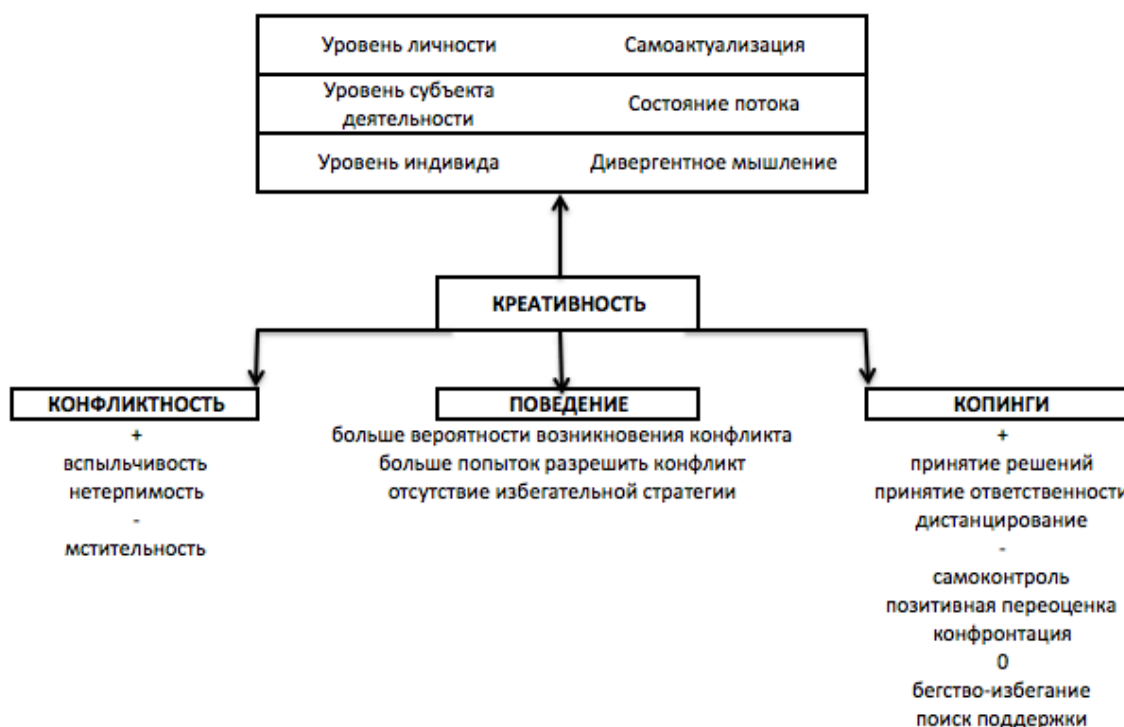 Уровень личности Самоактуализация
Уровень субъекта
деятельности Состояние потока
Уровень индивида Дивергентное мышление
КРЕАТИВНОСТЬ
КОНФЛИКТНОСТЬ
+
вспыльчивость
нетерпимость
-
мстительность
ПОВЕДЕНИЕ
больше вероятности возникновения конфликта
больше попыток разрешить конфликт
отсутствие избегательной стратегии
КОПИНГИ
+
принятие решений
принятие ответственности
дистанцирование
-
самоконтроль
позитивная переоценка
конфронтация
0
бегство-избегание
поиск поддержки